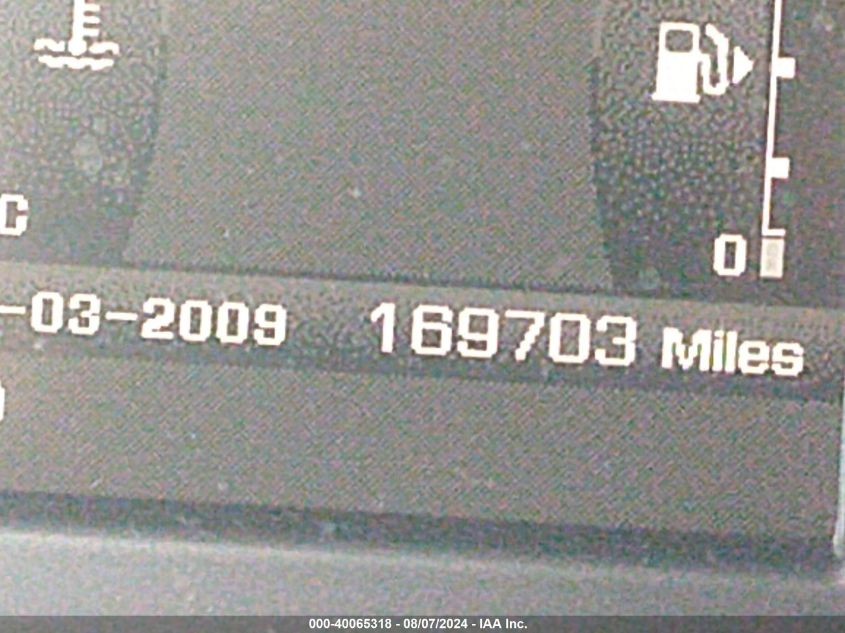 C
0
-03-2009 169703 Miles
000-40065318 - 08/07/2024 - IAA Inc.